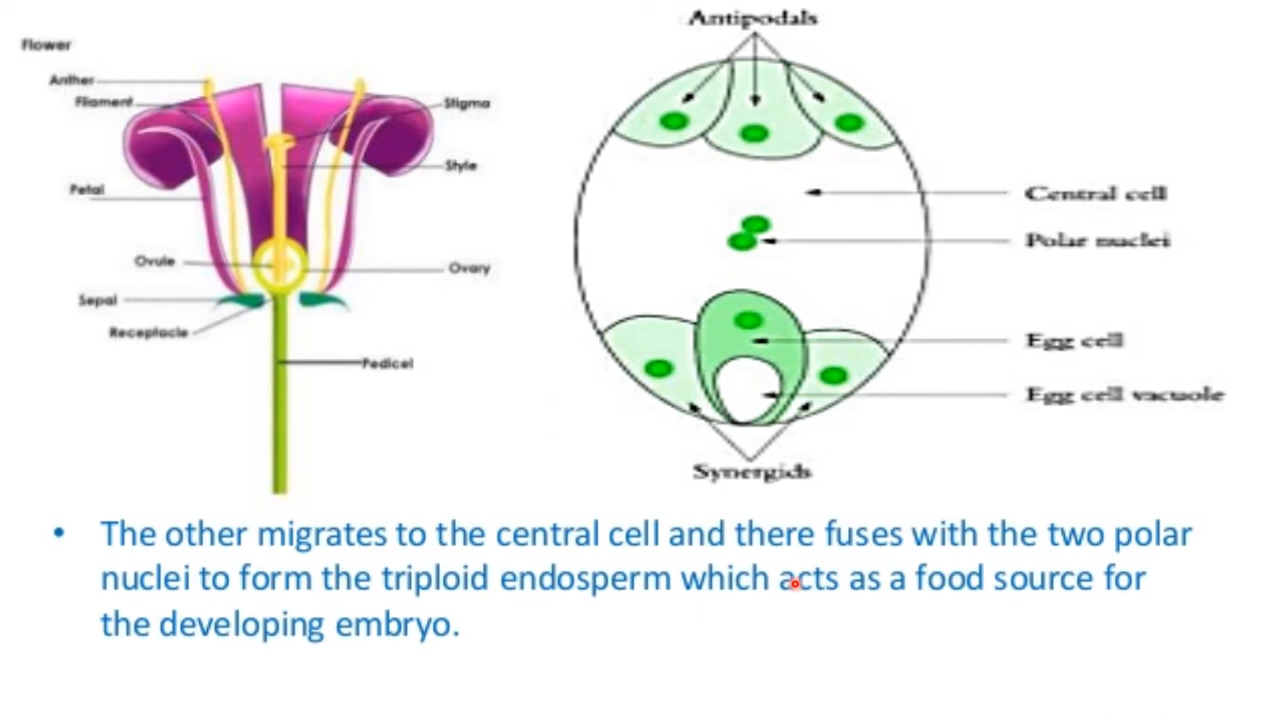 Flower
Anther
Filament
Petal
Ovule
Sepal
Receptacle
Stigma
Style
Ovary
Pedicel
Antipodals
Central cell
Polar nuclei
Egg cell
Egg cell vacuole
Synergids
• The other migrates to the central cell and there fuses with the two polar
nuclei to form the triploid endosperm which acts as a food source for
the developing embryo.